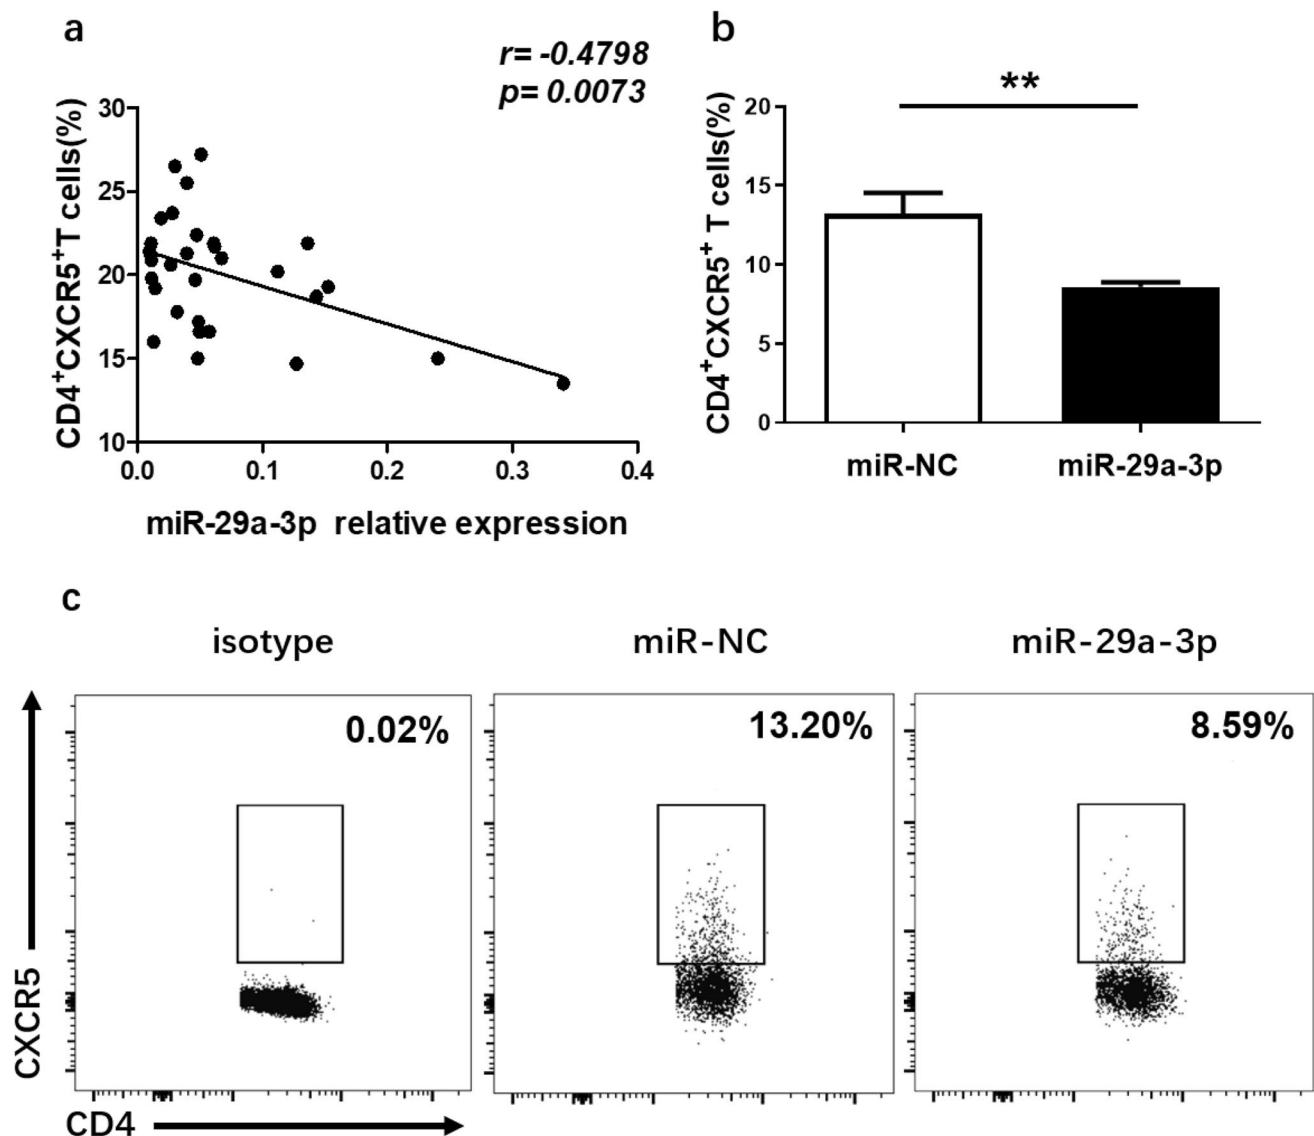 a
r= -0.4798
p= 0.0073
CD4+CXCR5+T cells(%)
30
25
20
15
10
0.0 0.1 0.2 0.3 0.4
miR-29a-3p relative expression
b
**
CD4+CXCR5+ T cells(%)
20
15
10
5
0
miR-NC miR-29a-3p
c
isotype miR-NC miR-29a-3p
0.02% 13.20% 8.59%
CXCR5
CD4